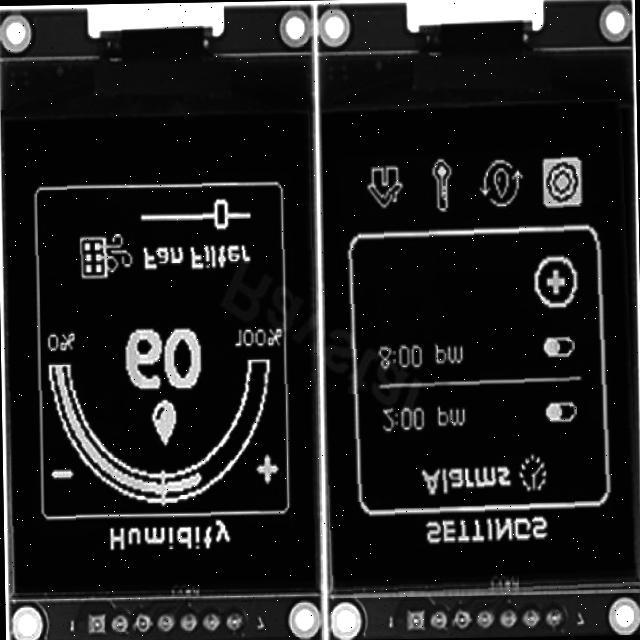 Humidity
- +
60
0% 100%
Fan Filter
SETTINGS
Alarms
2:00 pm
8:00 pm